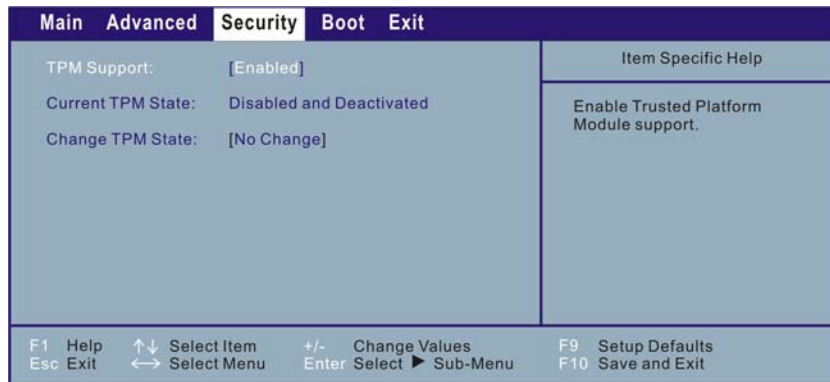 Main Advanced Security Boot Exit
TPM Support: [Enabled]
Item Specific Help
Current TPM State: Disabled and Deactivated
Enable Trusted Platform
Module support.
Change TPM State: [No Change]
F1 Help ↑↓ Select Item +/- Change Values F9 Setup Defaults
Esc Exit ↔ Select Menu Enter Select ▶ Sub-Menu F10 Save and Exit